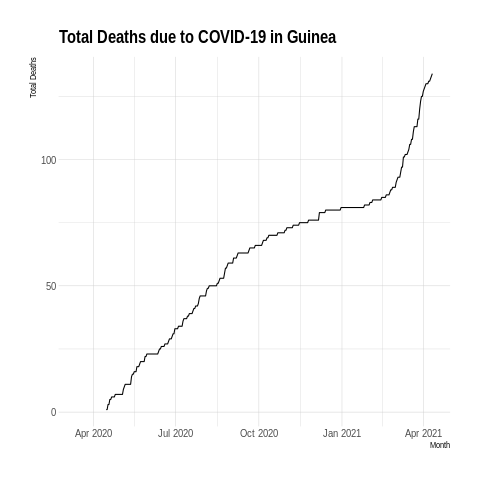 Total Deaths due to COVID-19 in Guinea
Total Deaths
100
50
0
Apr 2020 Jul 2020 Oct 2020 Jan 2021 Apr 2021
Month